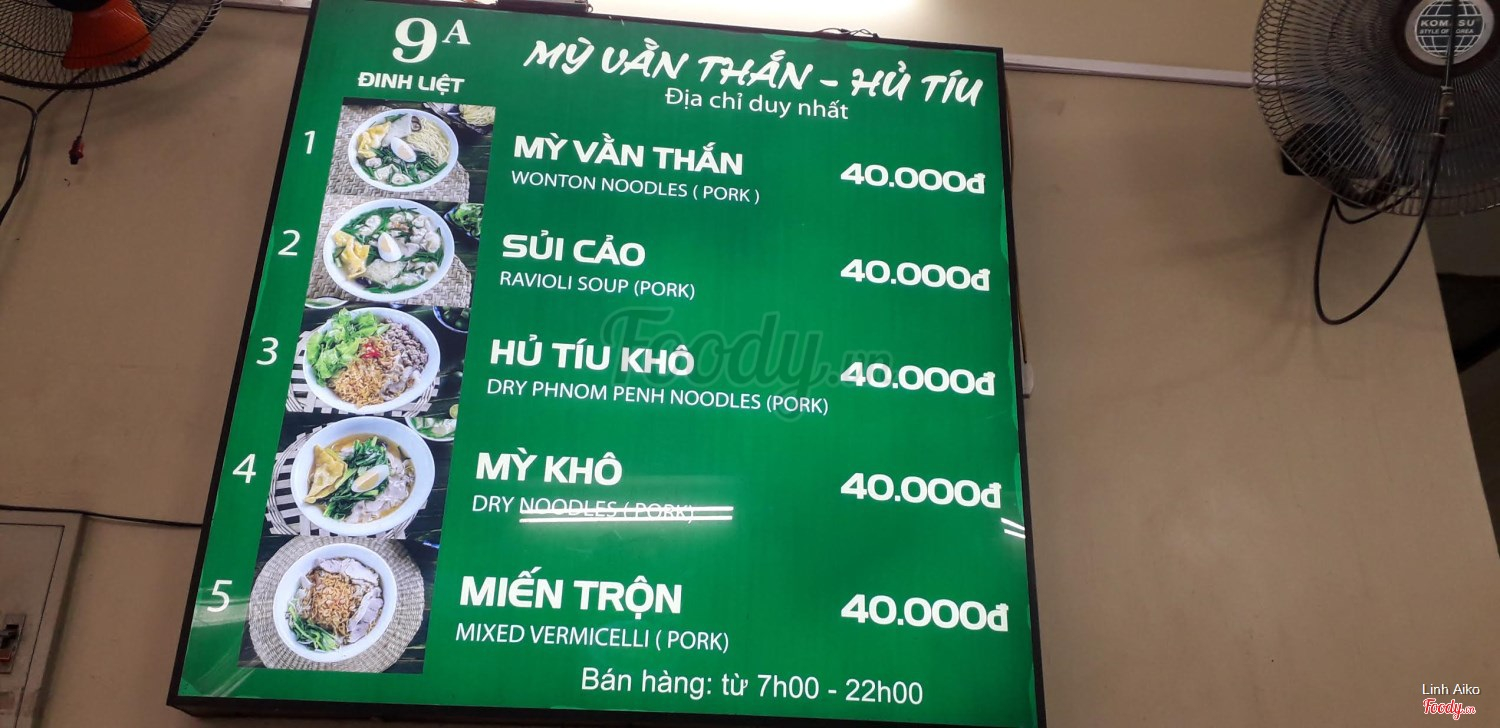 9A
ĐINH LIỆT
MỲ VẰN THẮN - HỦ TÍU
Địa chỉ duy nhất
1
MỲ VẰN THẮN
40.000đ
WONTON NOODLES ( PORK )
2
SỦI CẢO
40.000đ
RAVIOLI SOUP (PORK)
3
HỦ TÍU KHÔ
40.000đ
DRY PHNOM PENH NOODLES (PORK)
4
MỲ KHÔ
40.000đ
DRY NOODLES ( PORK)
5
MIẾN TRỘN
40.000đ
MIXED VERMICELLI ( PORK)
Bán hàng: từ 7h00 - 22h00
KOMASU
STYLE OF KOREA
Foody.vn
Linh Aiko
Foody.vn